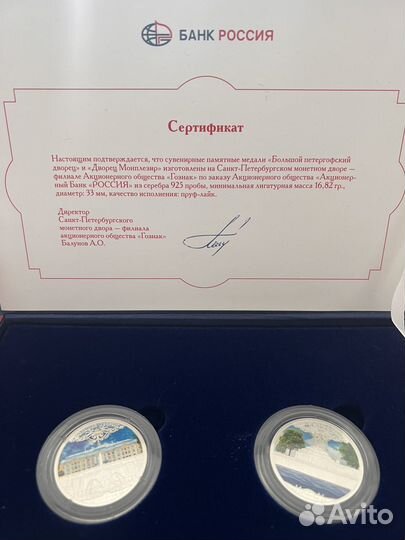 БАНК РОССИЯ
Сертификат
Настоящим подтверждается, что сувенирные памятные медали «Большой петергофский
дворец» и «Дворец Монплезир» изготовлены на Санкт-Петербургском монетном дворе –
филиале Акционерного общества «Гознак» по заказу Акционерного общества «Акционер-
ный Банк «РОССИЯ» из серебра 925 пробы, минимальная лигатурная масса 16,82 гр.,
диаметр: 33 мм, качество исполнения: пруф-лайк.
Директор
Санкт-Петербургского
монетного двора – филиала
акционерного общества "Гознак"
Балунов А.О.
Avito